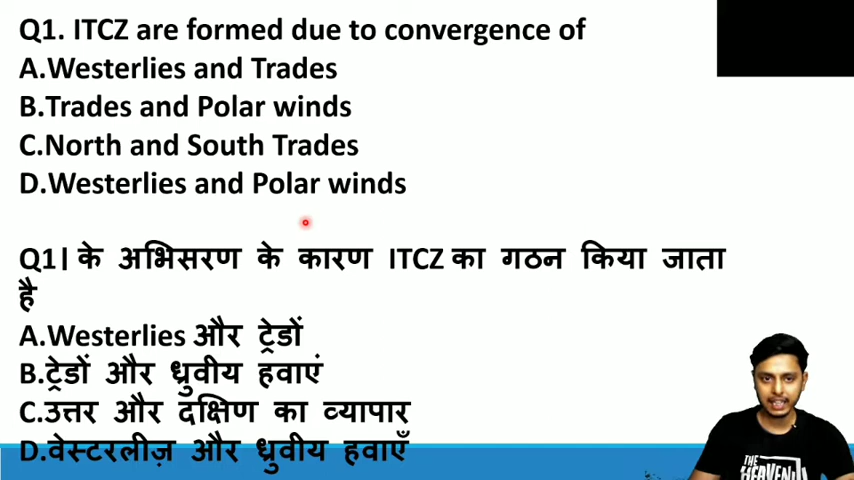 Q1. ITCZ are formed due to convergence of
A.Westerlies and Trades
B.Trades and Polar winds
C.North and South Trades
D.Westerlies and Polar winds
Q1। के अभिसरण के कारण ITCZ का गठन किया जाता
है
A.Westerlies और ट्रेडों
B.ट्रेडों और ध्रुवीय हवाएं
C.उत्तर और दक्षिण का व्यापार
D.वेस्टरलीज़ और ध्रुवीय हवाएँ
THE